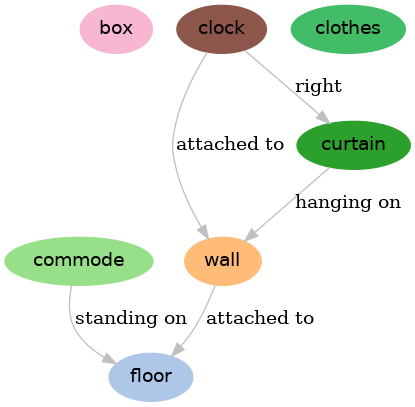 box
clock
clothes
right
attached to
curtain
hanging on
commode
wall
standing on
attached to
floor